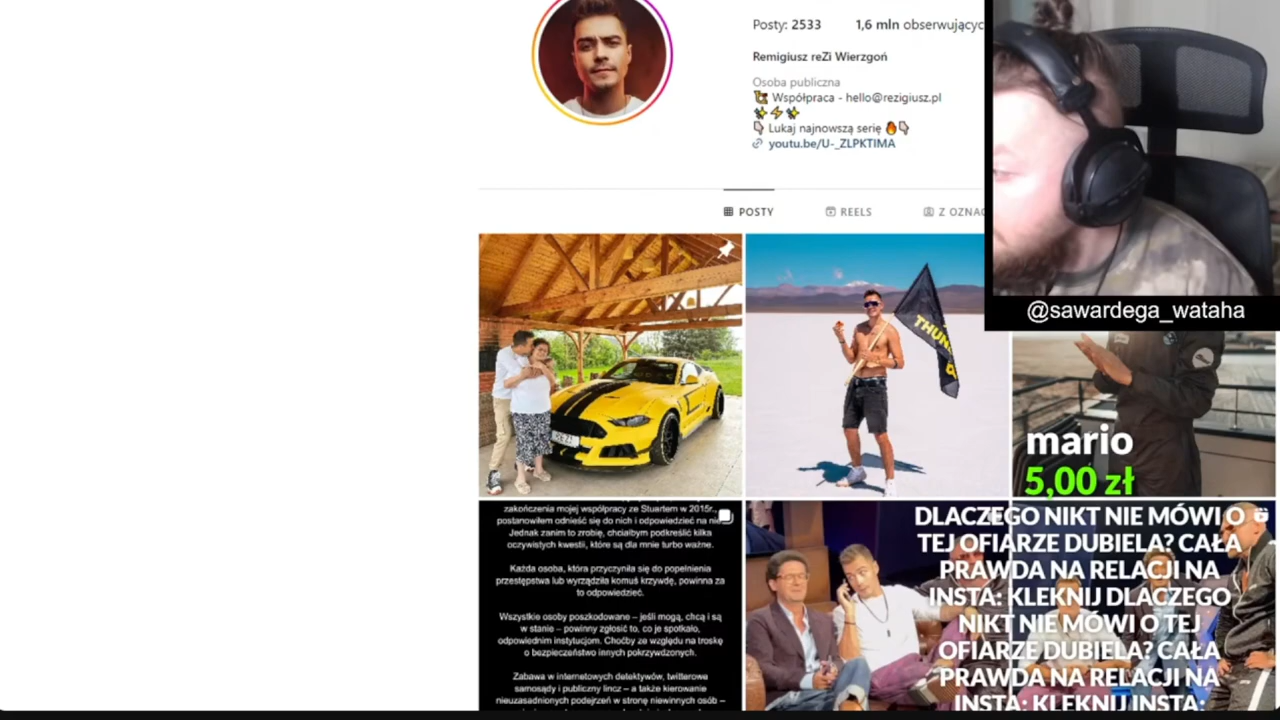 Posty: 2533 1,6 mln obserwujący
Remigiusz reZi Wierzgoń
Osoba publiczna
Współpraca - hello@rezigiusz.pl
Lukaj najnowszą serię
youtu.be/U-_ZLPKTIMA
POSTY REELS Z OZNA
@sawardega_wataha
mario
5,00 zł
zakończenia mojej współpracy ze Stuartem w 2015r.,
postanowiłem odnieść się do nich i odpowiedzieć na nie.
Jednak zanim to zrobię, chciałbym podkreślić kilka
oczywistych kwestii, które są dla mnie turbo ważne.
Każda osoba, która przyczyniła się do popełnienia
przestępstwa lub wyrządziła komuś krzywdę, powinna za
to odpowiedzieć.
Wszystkie osoby poszkodowane – jeśli mogą, chcą i są
w stanie – powinny zgłosić to, co je spotkało,
odpowiednim instytucjom. Choćby ze względu na troskę
o bezpieczeństwo innych pokrzywdzonych.
Zabawa w internetowych detektywów, twitterowe
samosądy i publiczny lincz – a także kierowanie
nieuzasadnionych podejrzeń w stronę niewinnych osób –
DLACZEGO NIKT NIE MÓWI O
TEJ OFIARZE DUBIELA? CAŁA
PRAWDA NA RELACJI NA
INSTA: KLEKNIJ DLACZEGO
NIKT NIE MÓWI O TEJ
OFIARZE DUBIELA? CAŁA
PRAWDA NA RELACJI NA
INSTA: KLEKNIJ INSTA: